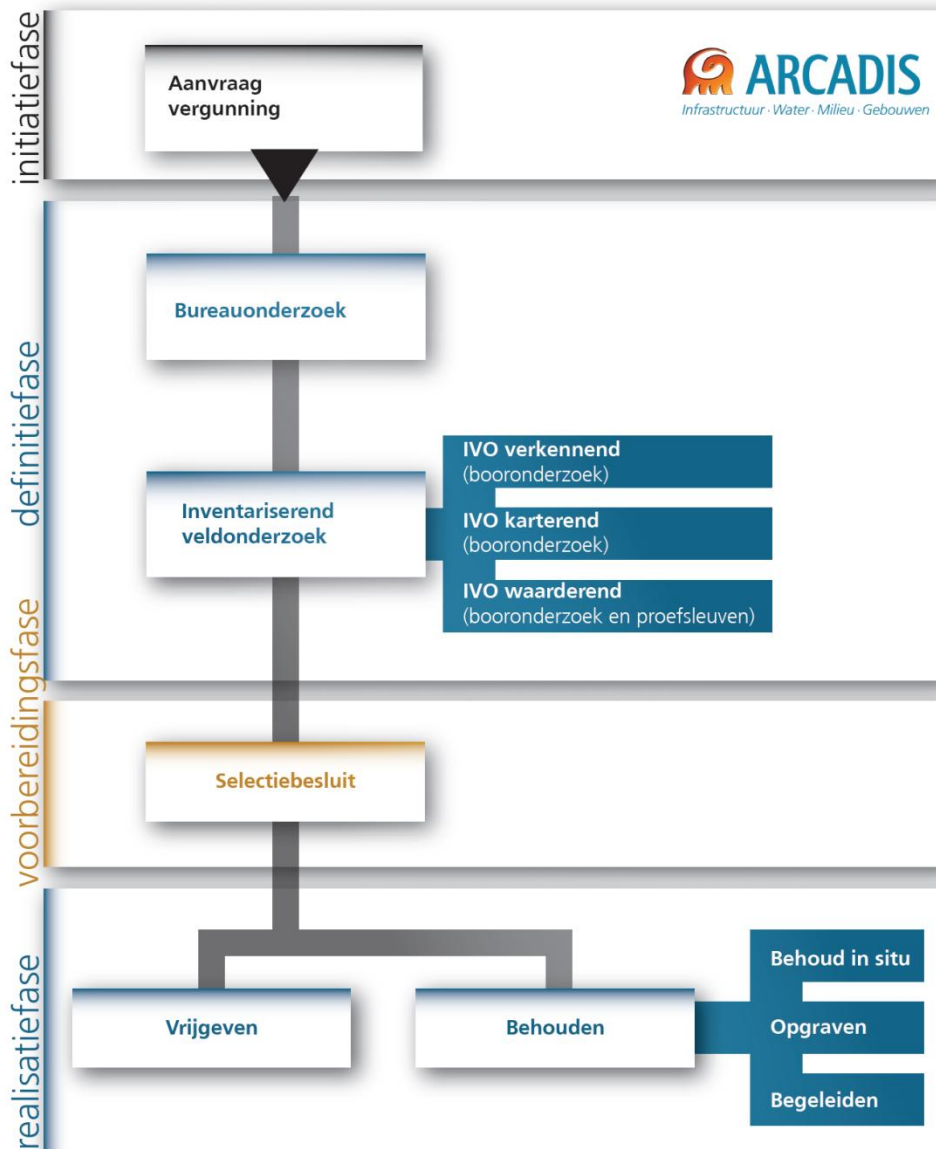 initiatiefase
Aanvraag
vergunning
ARCADIS
Infrastructuur · Water · Milieu · Gebouwen
definitiefase
Bureauonderzoek
Inventariserend
veldonderzoek
IVO verkennend
(booronderzoek)
IVO karterend
(booronderzoek)
IVO waarderend
(booronderzoek en proefsleuven)
voorbereidingsfase
Selectiebesluit
realisatiefase
Vrijgeven
Behouden
Behoud in situ
Opgraven
Begeleiden